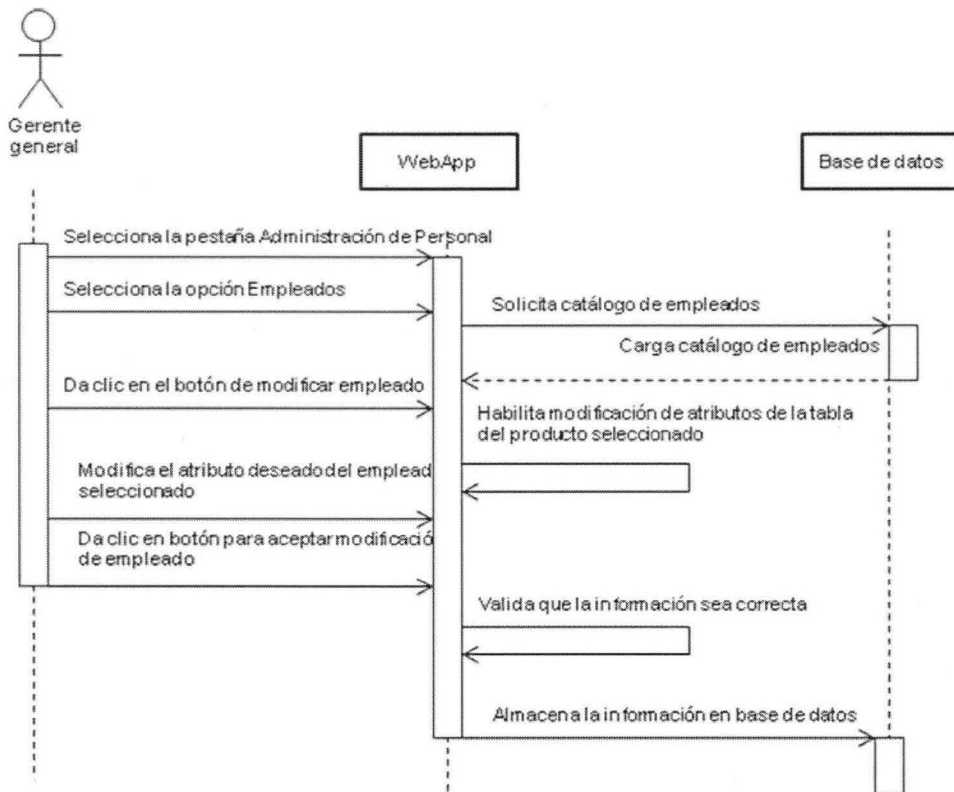 Gerente
general
WebApp
Base de datos
Selecciona la pestaña Administración de Personal
Selecciona la opción Empleados
Solicita catálogo de empleados
Carga catálogo de empleados
Da clic en el botón de modificar empleado
Habilita modificación de atributos de la tabla
del producto seleccionado
Modifica el atributo deseado del emplead
seleccionado
Da clic en botón para aceptar modificació
de empleado
Valida que la información sea correcta
Almacena la información en base de datos